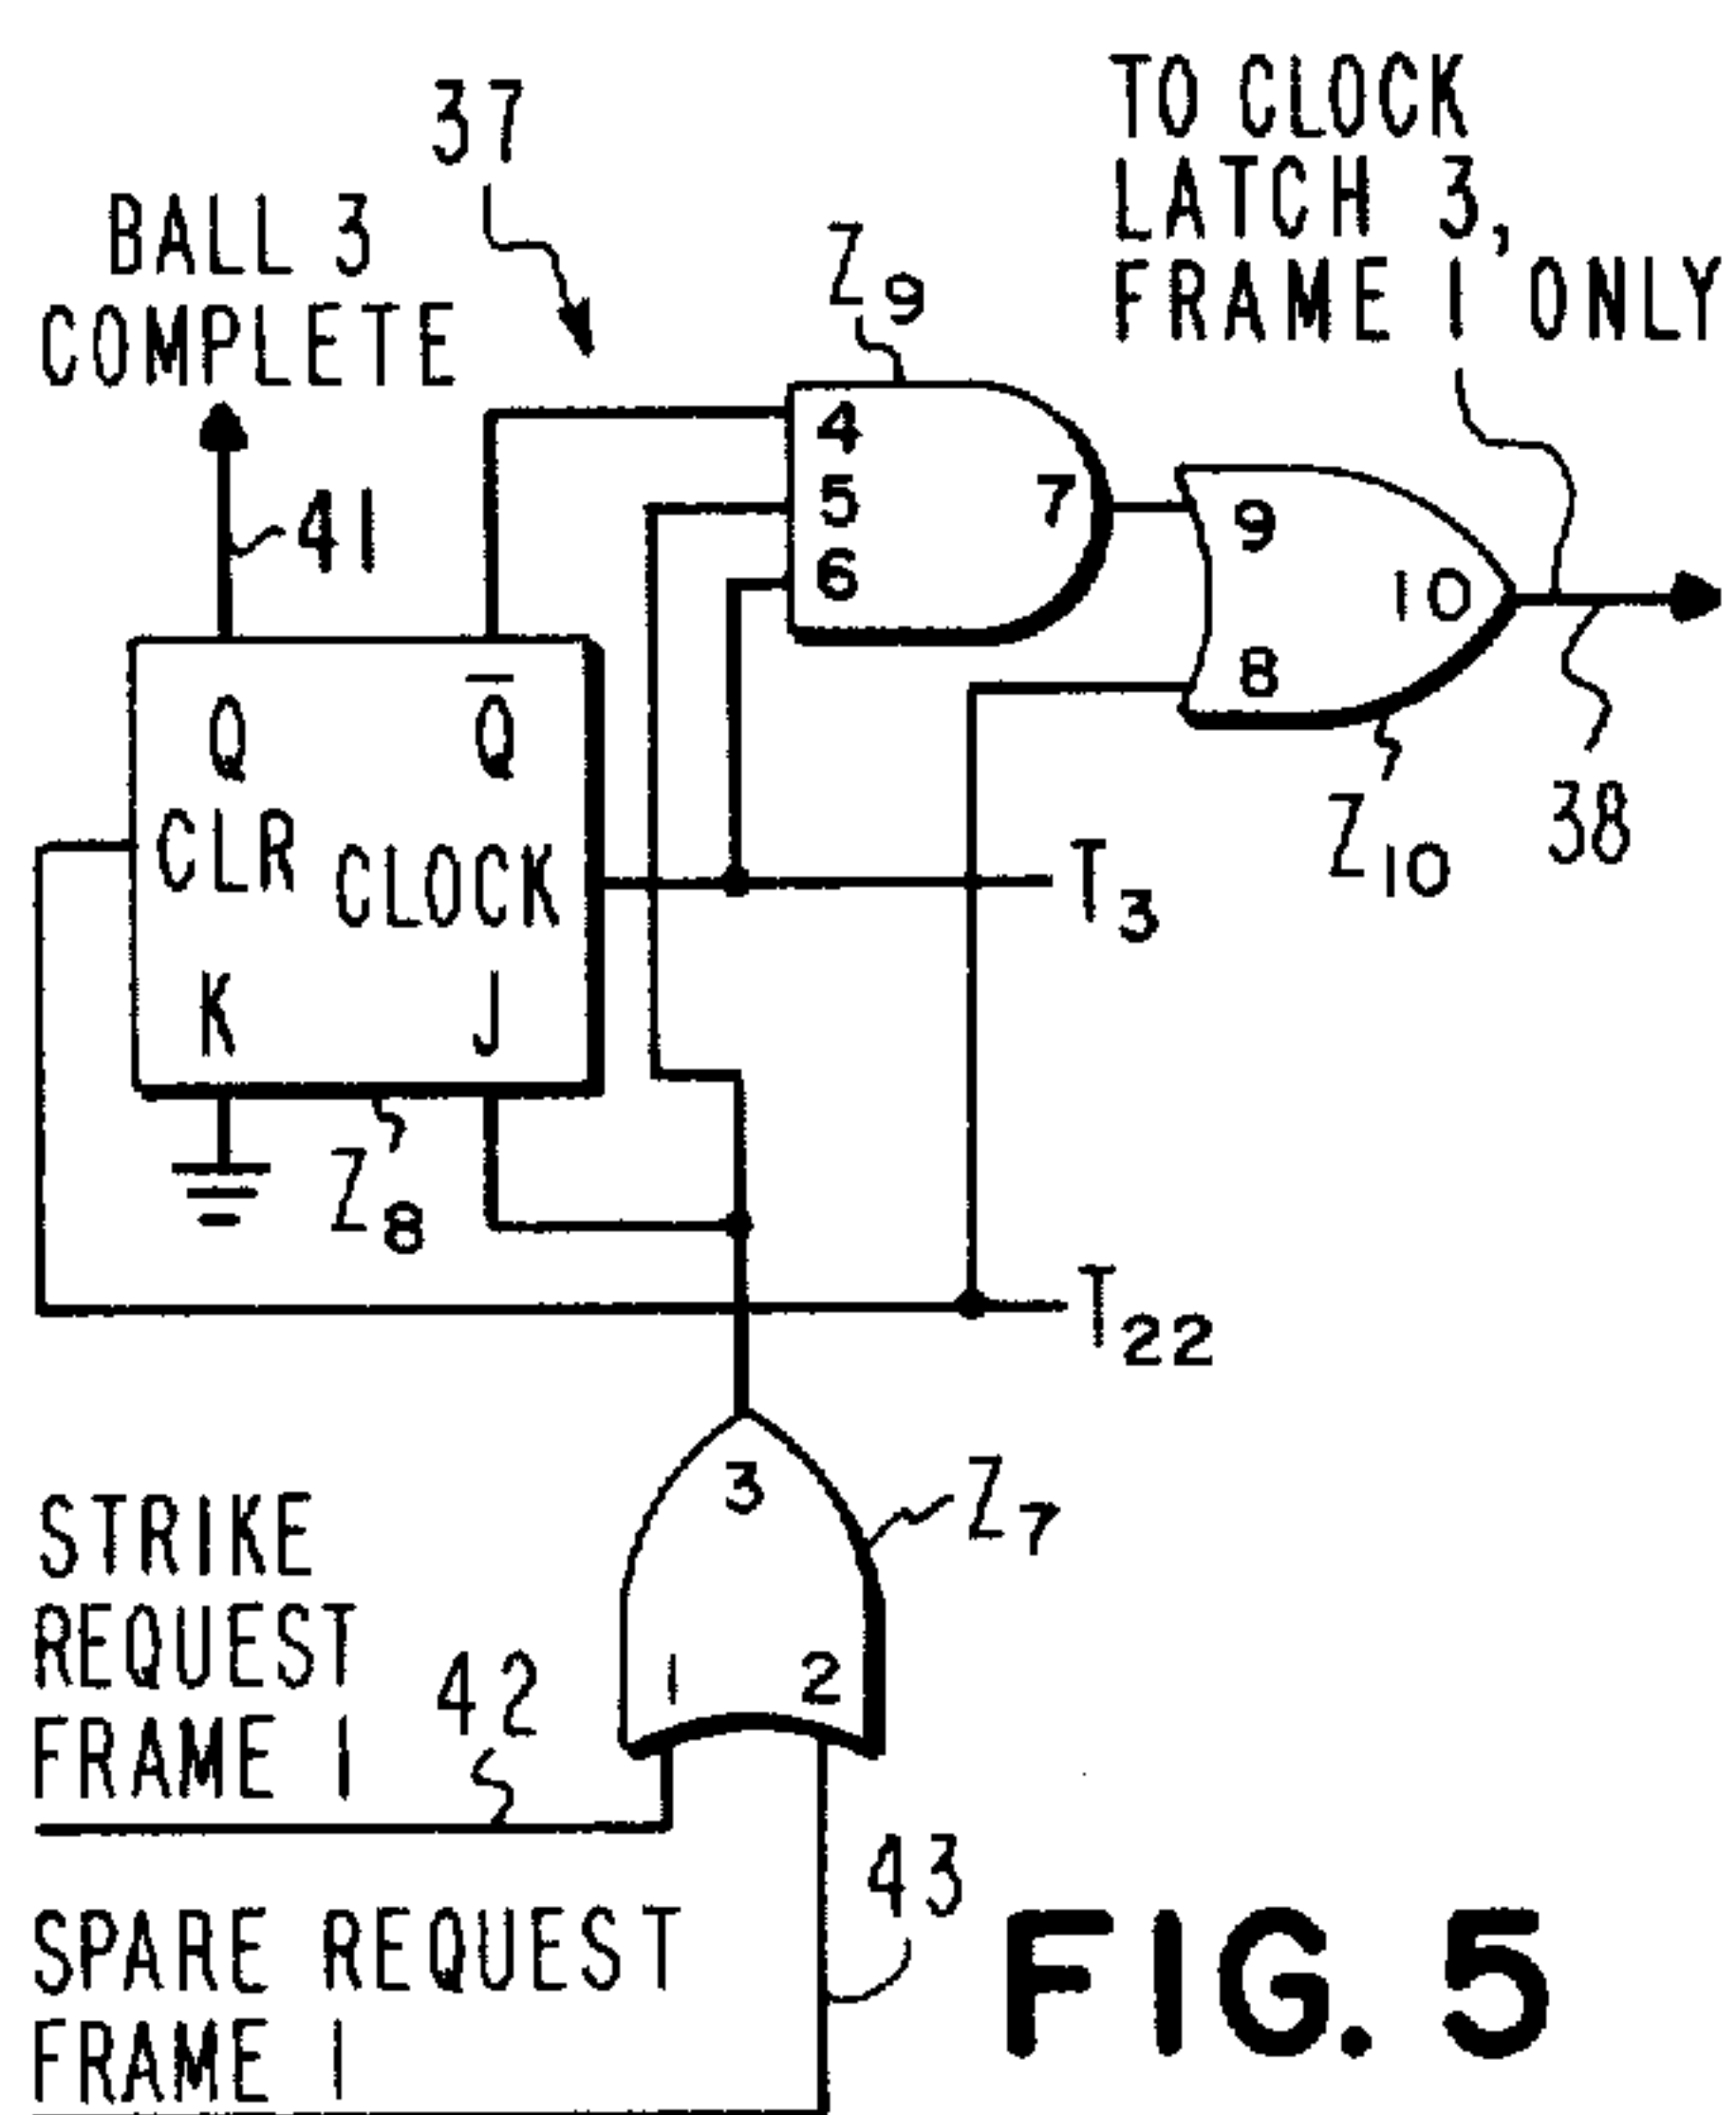 37
TO CLOCK
LATCH 3,
FRAME 1 ONLY
BALL 3
COMPLETE
Z9
41
4
5
6
7
9
10
8
Q
Q̅
CLR
CLOCK
K
J
T3
Z10
38
Z8
T22
3
Z7
1
2
STRIKE
REQUEST
FRAME 1
42
43
SPARE REQUEST
FRAME 1
FIG. 5